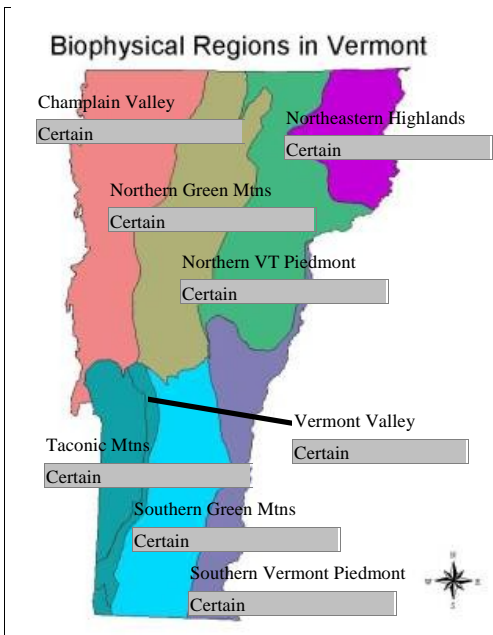 Biophysical Regions in Vermont
Champlain Valley
Certain
Northeastern Highlands
Certain
Northern Green Mtns
Certain
Northern VT Piedmont
Certain
Vermont Valley
Certain
Taconic Mtns
Certain
Southern Green Mtns
Certain
Southern Vermont Piedmont
Certain
N
W
E
S